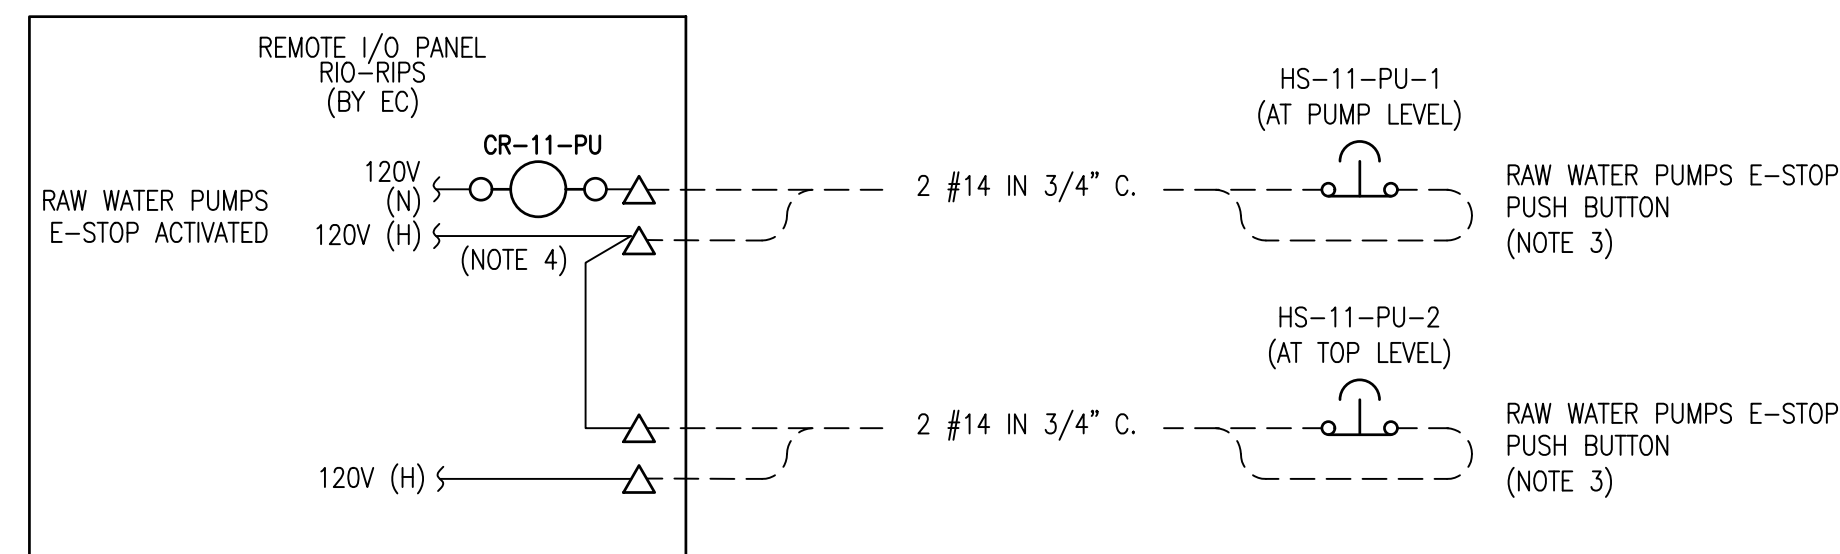 REMOTE I/O PANEL
RIO-RIPS
(BY EC)
CR-11-PU
120V
(N)
RAW WATER PUMPS
E-STOP ACTIVATED
120V (H)
(NOTE 4)
120V (H)
2 #14 IN 3/4" C.
HS-11-PU-1
(AT PUMP LEVEL)
RAW WATER PUMPS E-STOP
PUSH BUTTON
(NOTE 3)
2 #14 IN 3/4" C.
HS-11-PU-2
(AT TOP LEVEL)
RAW WATER PUMPS E-STOP
PUSH BUTTON
(NOTE 3)